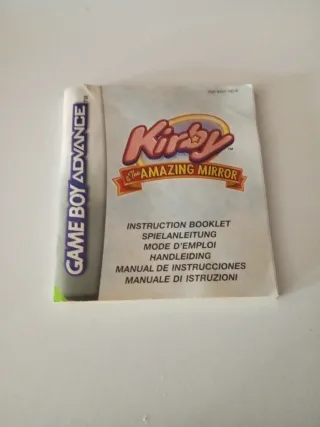 GAME BOY ADVANCE
Kirby
& The AMAZING MIRROR
INSTRUCTION BOOKLET
SPIELANLEITUNG
MODE D'EMPLOI
HANDLEIDING
MANUAL DE INSTRUCCIONES
MANUALE DI ISTRUZIONI